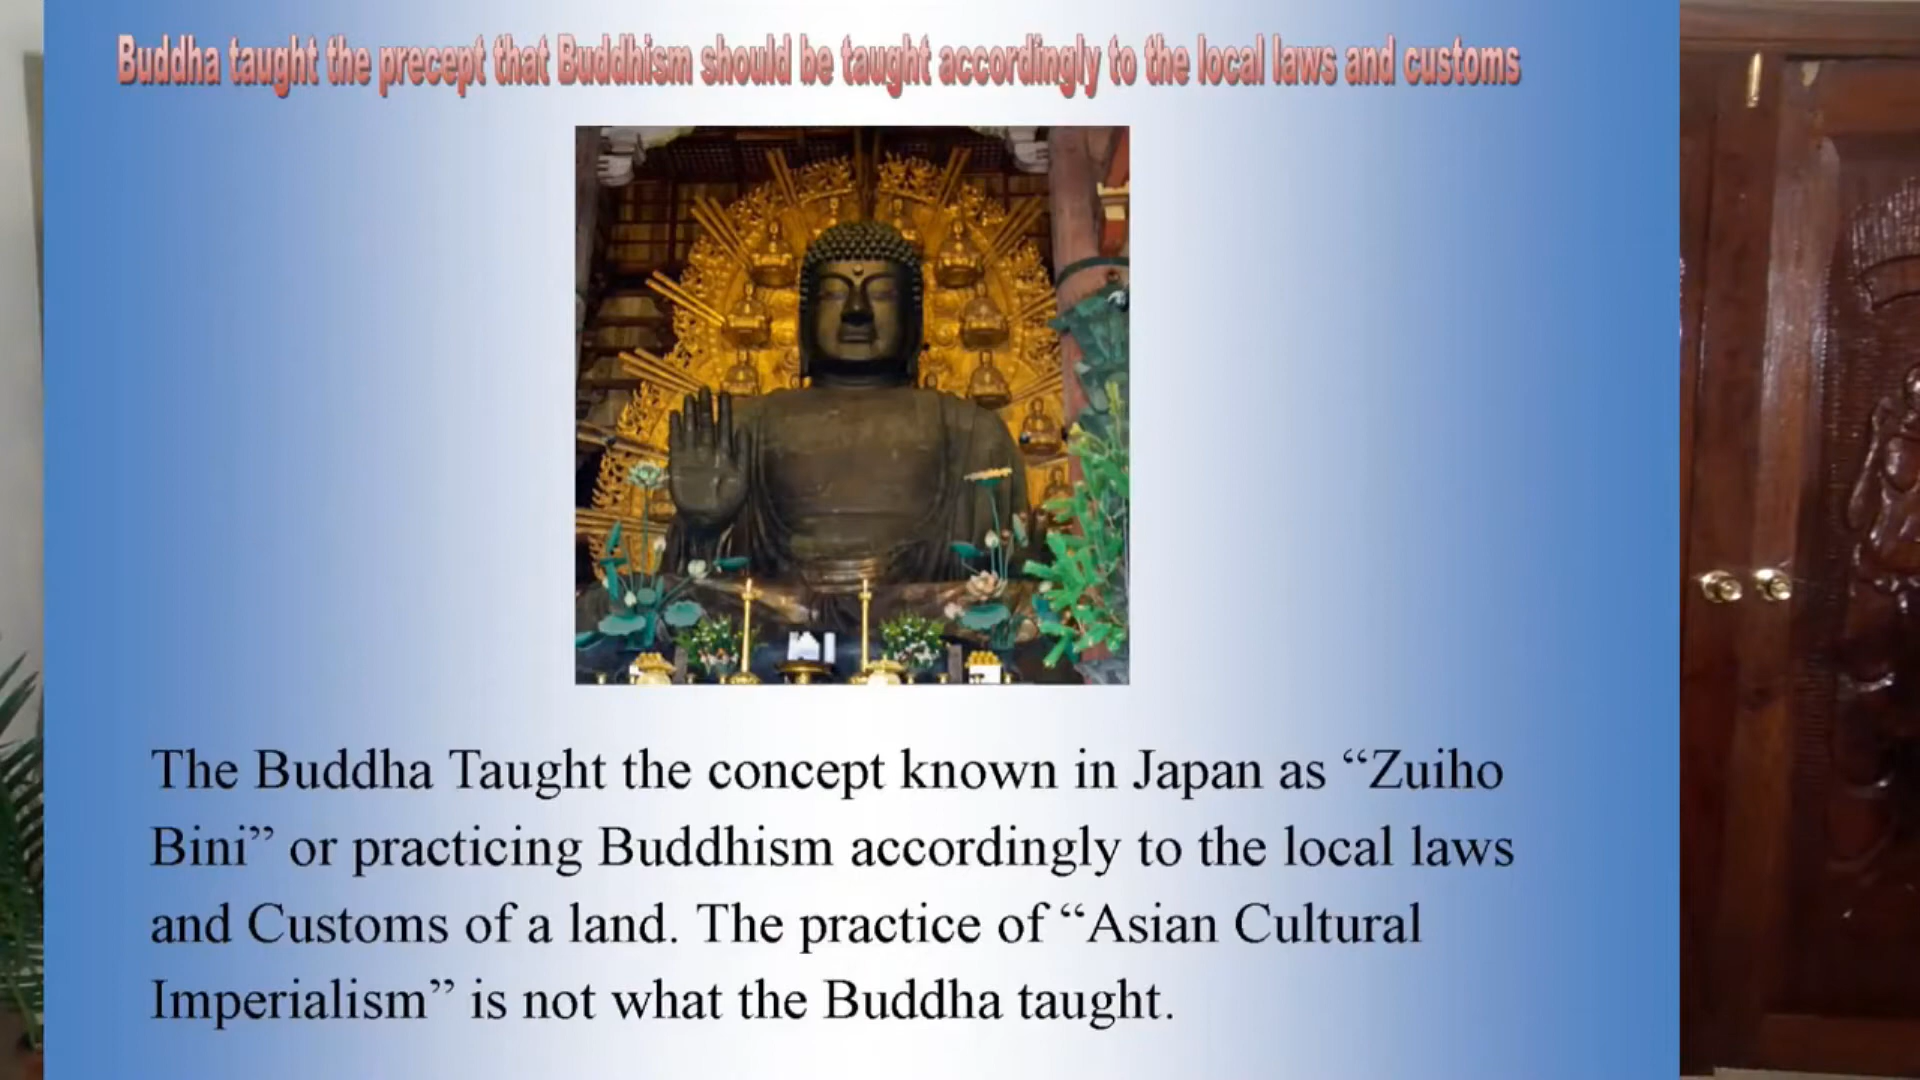 Buddha taught the precept that Buddhism should be taught accordingly to the local laws and customs
The Buddha Taught the concept known in Japan as “Zuiho
Bini” or practicing Buddhism accordingly to the local laws
and Customs of a land. The practice of “Asian Cultural
Imperialism” is not what the Buddha taught.